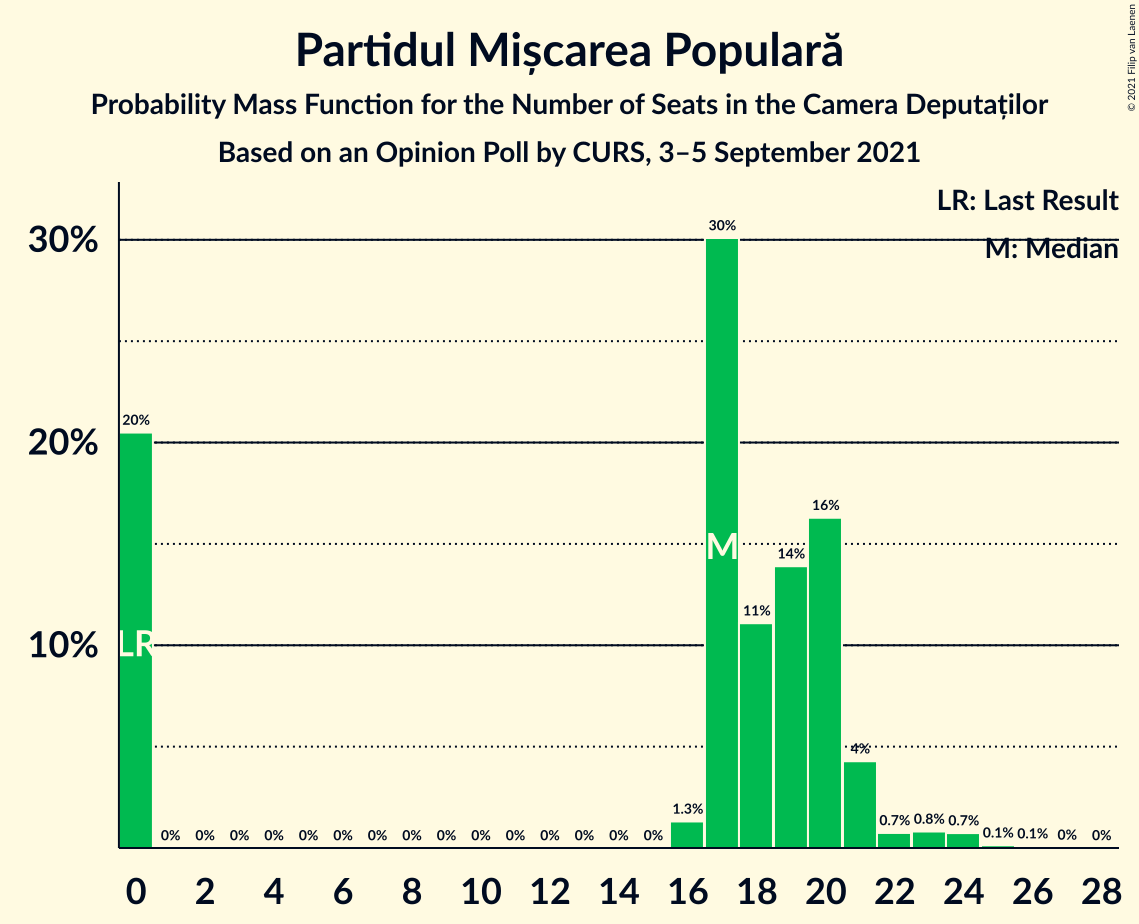 Partidul Mișcarea Populară
Probability Mass Function for the Number of Seats in the Camera Deputaților
Based on an Opinion Poll by CURS, 3–5 September 2021
© 2021 Filip van Laenen
LR: Last Result
M: Median
30%
20%
10%
20% 0% 0% 0% 0% 0% 0% 0% 0% 0% 0% 0% 0% 0% 0% 0% 1.3% 30% 11% 14% 16% 4% 0.7% 0.8% 0.7% 0.1% 0.1% 0% 0%
LR M
0 2 4 6 8 10 12 14 16 18 20 22 24 26 28